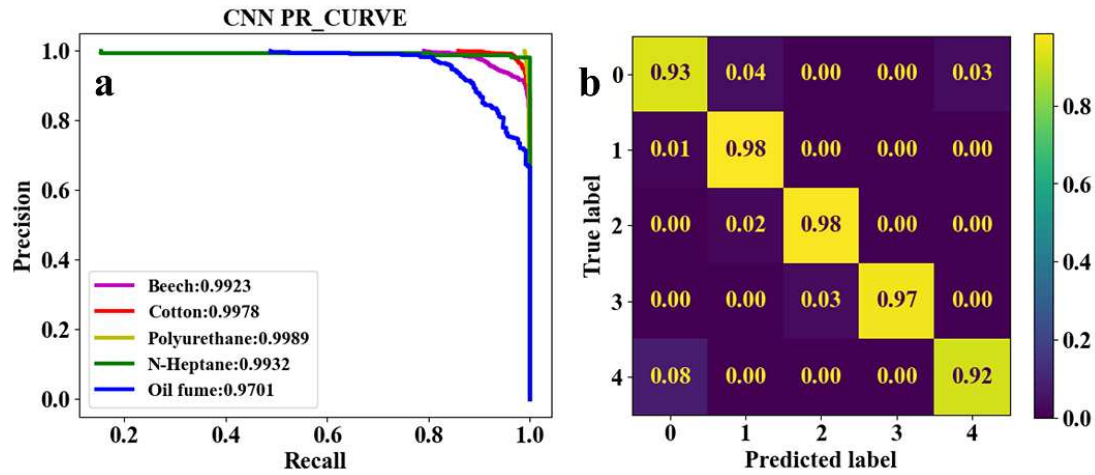 CNN PR_CURVE
a
Precision
1.0
0.8
0.6
0.4
0.2
0.0
Beech:0.9923
Cotton:0.9978
Polyurethane:0.9989
N-Heptane:0.9932
Oil fume:0.9701
0.2 0.4 0.6 0.8 1.0
Recall
b
True label
0 0.93 0.04 0.00 0.00 0.03
1 0.01 0.98 0.00 0.00 0.00
2 0.00 0.02 0.98 0.00 0.00
3 0.00 0.00 0.03 0.97 0.00
4 0.08 0.00 0.00 0.00 0.92
0 1 2 3 4
Predicted label
0.8
0.6
0.4
0.2
0.0